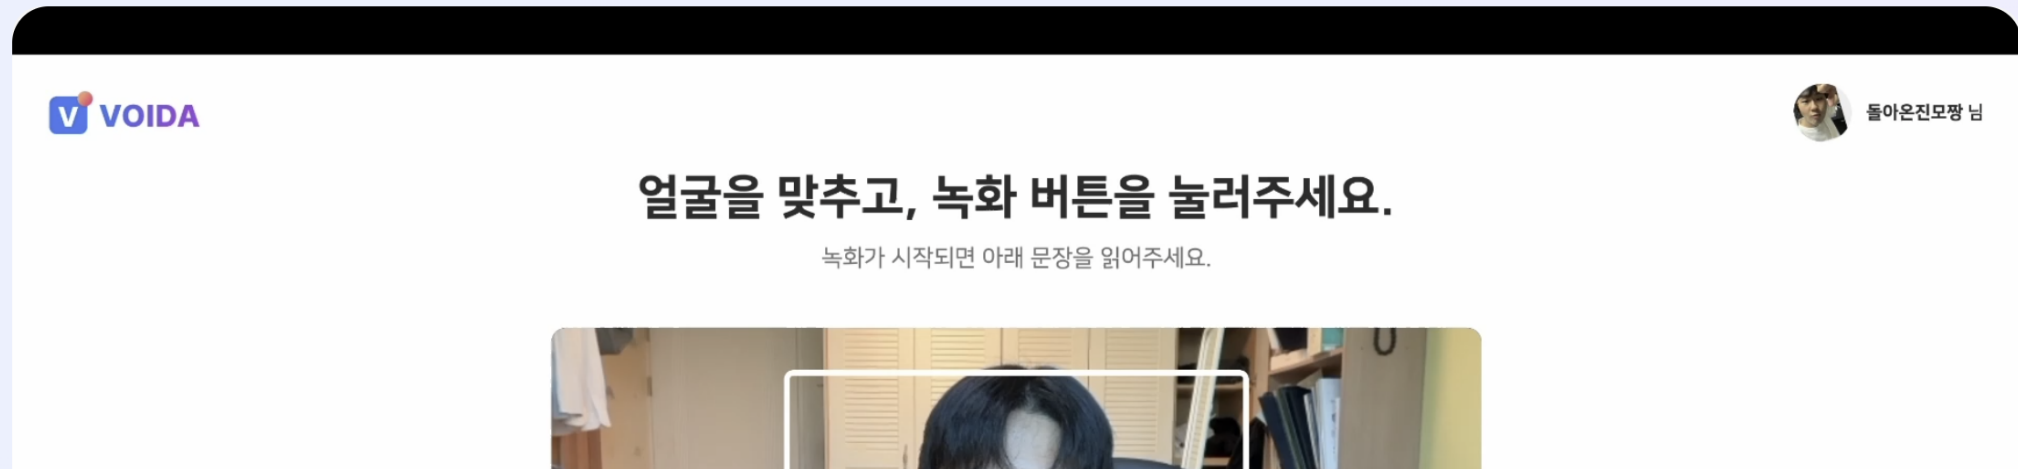 V VOIDA
돌아온진모짱 님
얼굴을 맞추고, 녹화 버튼을 눌러주세요.
녹화가 시작되면 아래 문장을 읽어주세요.